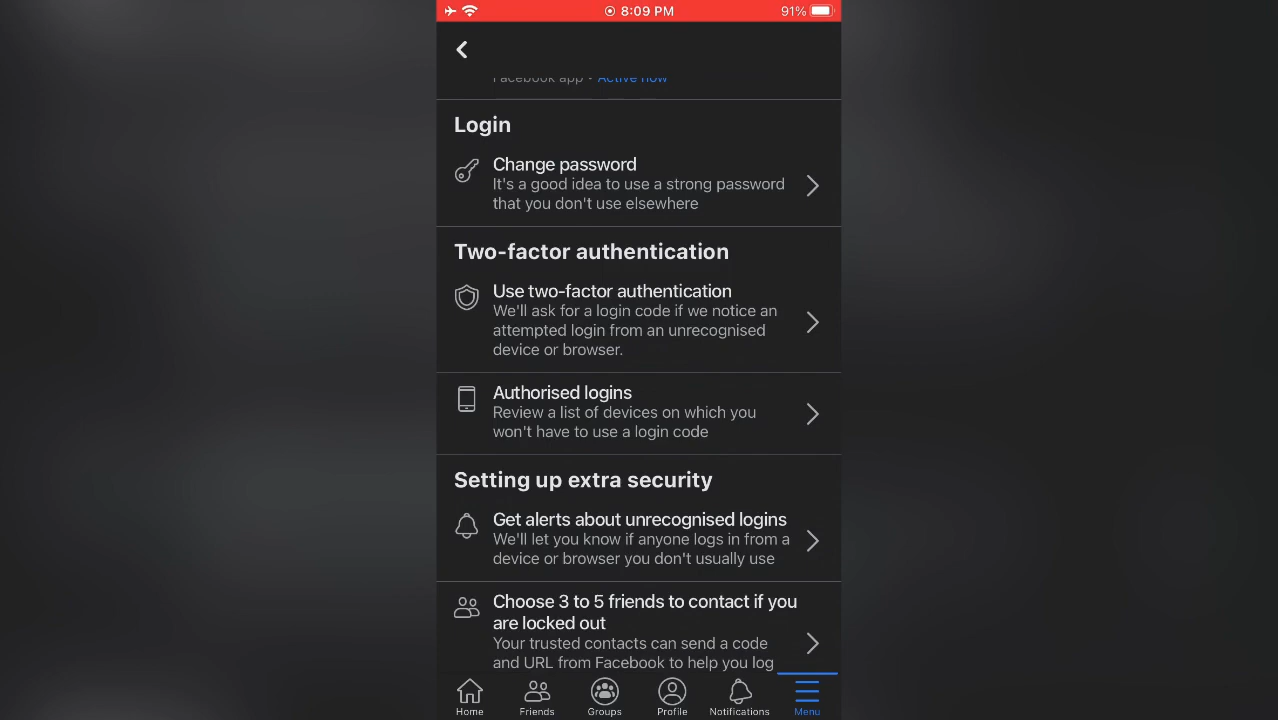 8:09 PM
91%
Facebook app • Active now
Login
Change password
It's a good idea to use a strong password
that you don't use elsewhere
Two-factor authentication
Use two-factor authentication
We'll ask for a login code if we notice an
attempted login from an unrecognised
device or browser.
Authorised logins
Review a list of devices on which you
won't have to use a login code
Setting up extra security
Get alerts about unrecognised logins
We'll let you know if anyone logs in from a
device or browser you don't usually use
Choose 3 to 5 friends to contact if you
are locked out
Your trusted contacts can send a code
and URL from Facebook to help you log
Home
Friends
Groups
Profile
Notifications
Menu